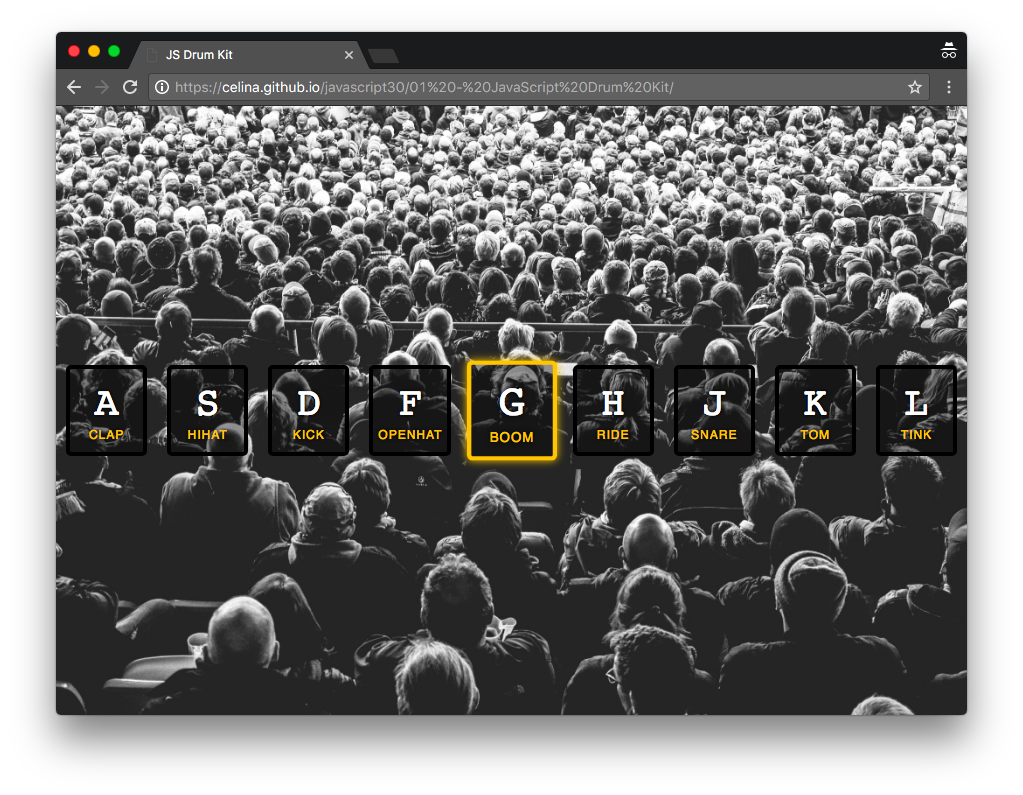 JS Drum Kit
https://celina.github.io/javascript30/01%20-%20JavaScript%20Drum%20Kit/
A S D F G H J K L
CLAP HIHAT KICK OPENHAT BOOM RIDE SNARE TOM TINK